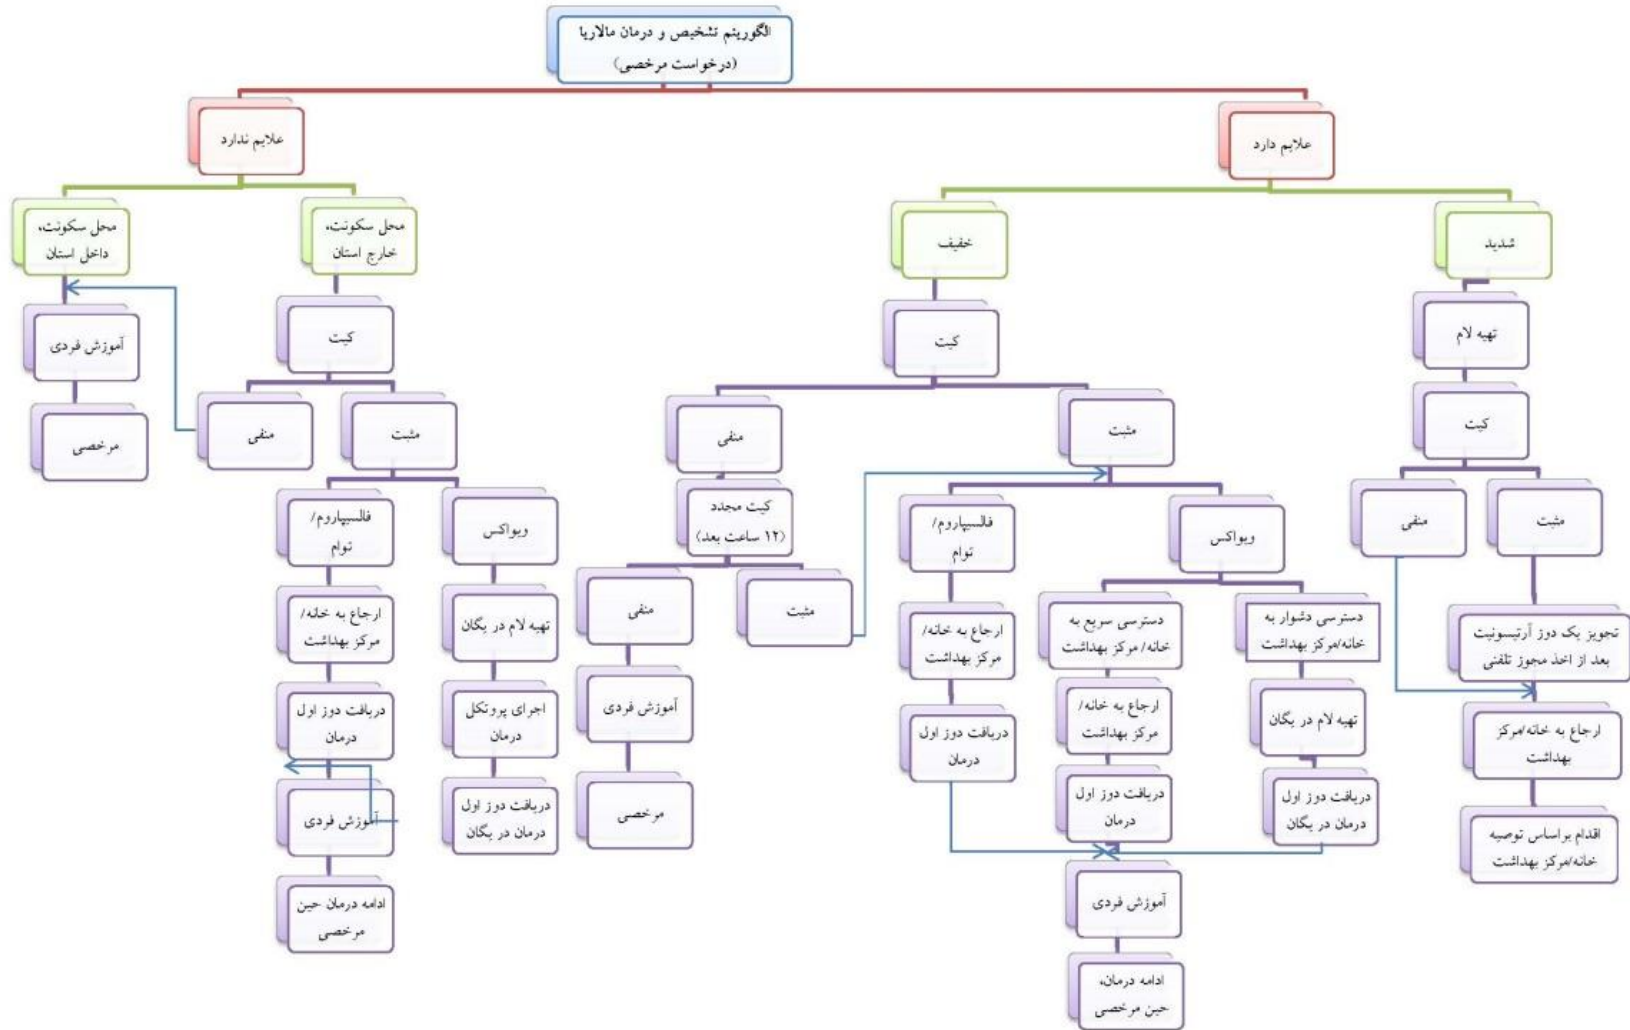 الگوریتم تشخیص و درمان مالاریا
(درخواست مرخصی)
علایم دارد
علایم ندارد
شدید
خفیف
محل سکونت،
خارج استان
محل سکونت،
داخل استان
تهیه لام
کیت
مثبت
منفی
تجویز یک دوز آرتیسونیت
بعد از اخذ مجوز تلفنی
ارجاع به خانه/مرکز
بهداشت
اقدام براساس توصیه
خانه/مرکز بهداشت
کیت
مثبت
منفی
ویواکس
فالسیپاروم/
توام
دسترسی دشوار به
خانه/مرکز بهداشت
تهیه لام در یگان
دریافت دوز اول
درمان در یگان
دسترسی سریع به
خانه/ مرکز بهداشت
ارجاع به خانه/
مرکز بهداشت
دریافت دوز اول
درمان
ارجاع به خانه/
مرکز بهداشت
دریافت دوز اول
درمان
آموزش فردی
ادامه درمان،
حین مرخصی
کیت مجدد
(۱۲ ساعت بعد)
مثبت
منفی
آموزش فردی
مرخصی
کیت
مثبت
منفی
ویواکس
تهیه لام در یگان
اجرای پروتکل
درمان
دریافت دوز اول
درمان در یگان
فالسیپاروم/
توام
ارجاع به خانه/
مرکز بهداشت
دریافت دوز اول
درمان
آموزش فردی
ادامه درمان حین
مرخصی
آموزش فردی
مرخصی